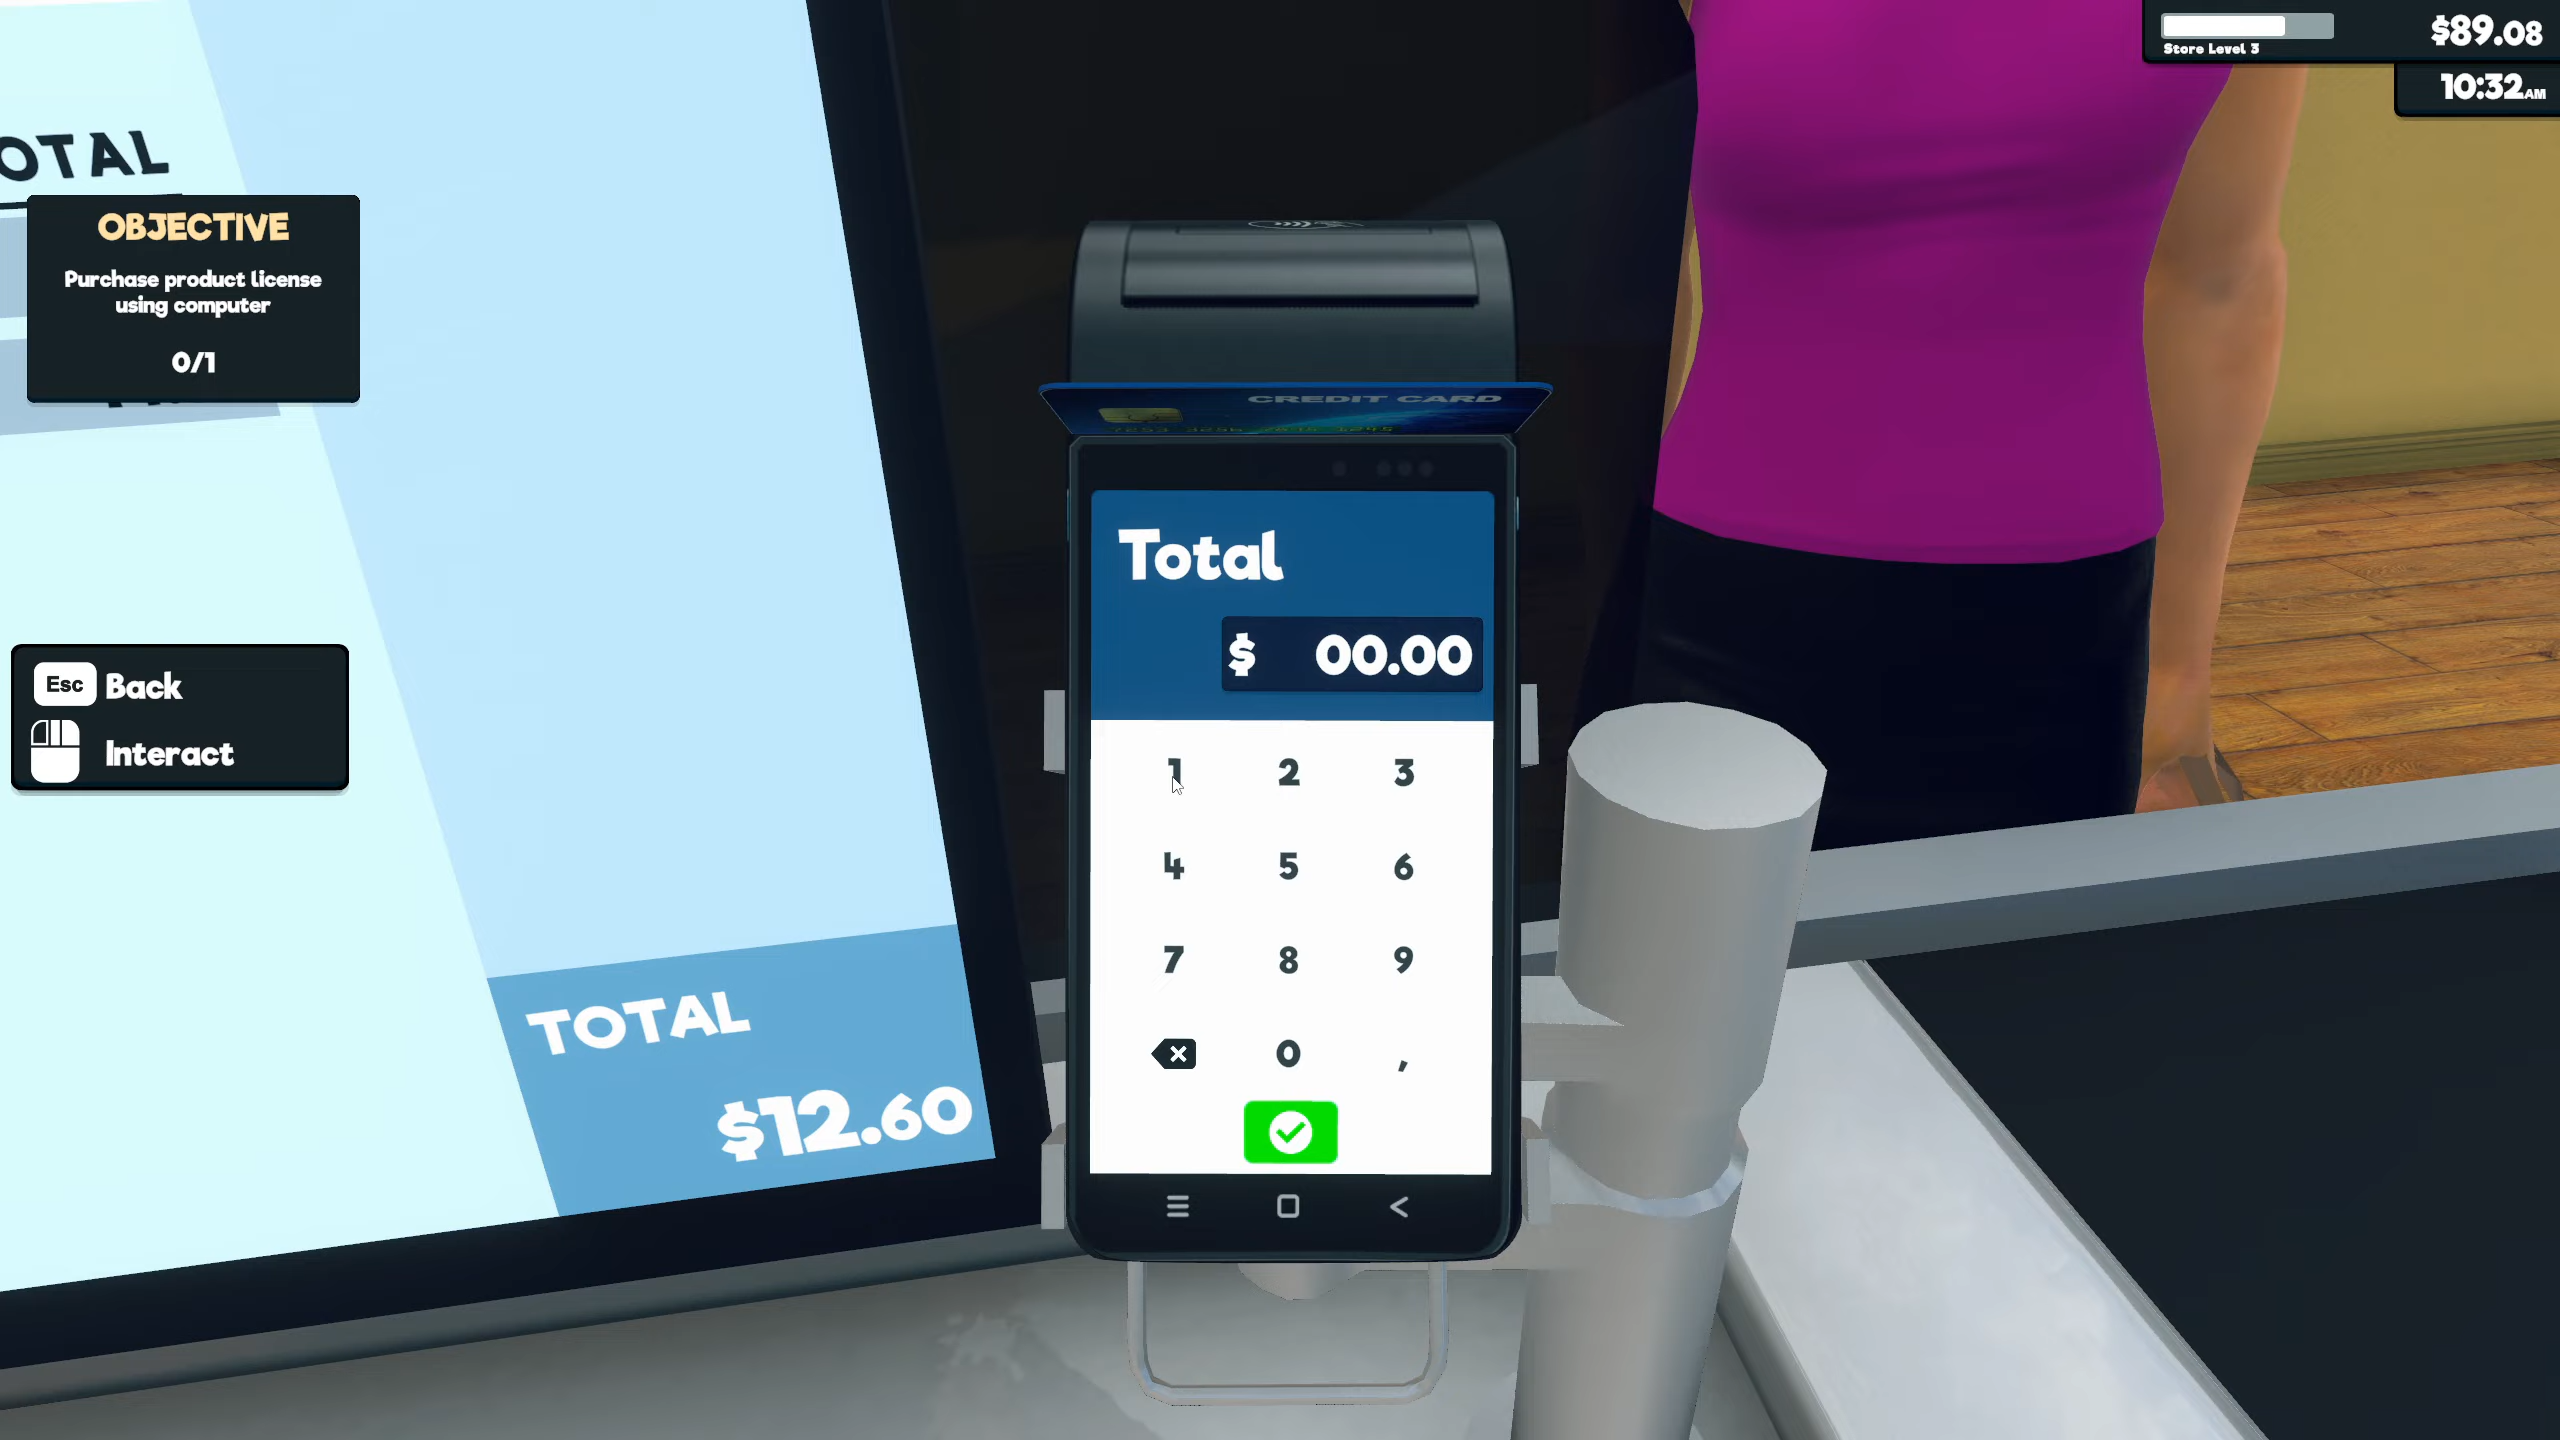 $89.08
Store Level 3
10:32AM
OTAL
OBJECTIVE
Purchase product license
using computer
0/1
CREDIT CARD
Total
$ 00.00
Esc Back
Interact
1 2 3
4 5 6
7 8 9
0 ,
TOTAL
$12.60